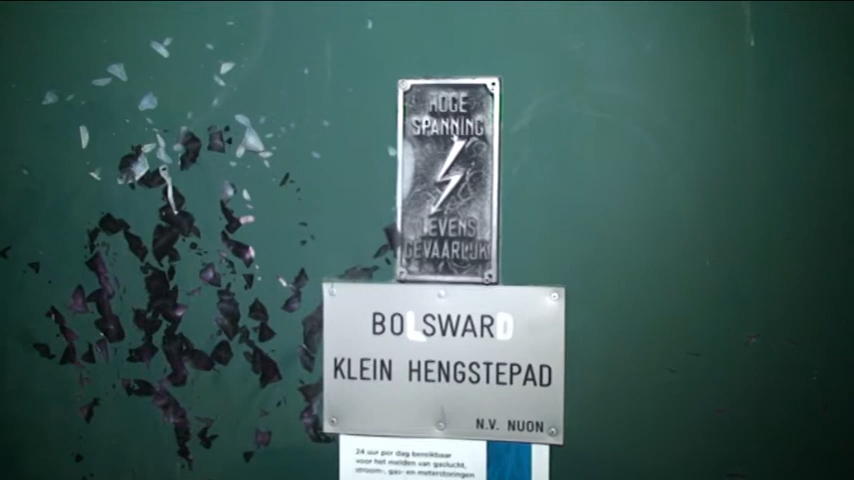 HOGE
SPANNING
LEVENS
GEVAARLIJK
BOLSWARD
KLEIN HENGSTEPAD
N.V. NUON
24 uur per dag bereikbaar
voor het melden van gaslucht,
stroom-, gas- en meterstoringen